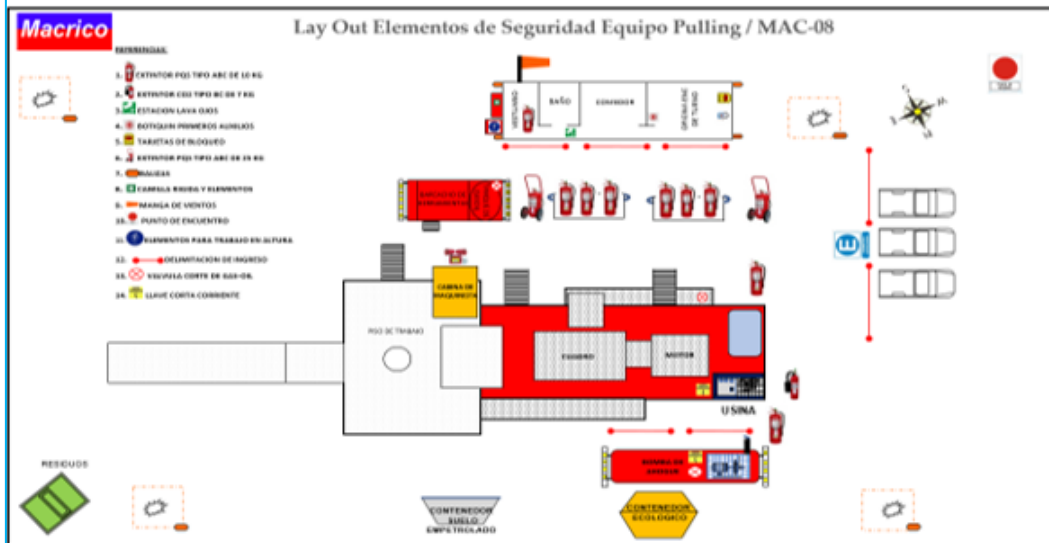 Macrico
Lay Out Elementos de Seguridad Equipo Pulling / MAC-08
REFERENCIAS:
1. EXTINTOR PQS TIPO ABC DE 10 KG
2. EXTINTOR CO2 TIPO BC DE 7 KG
3. ESTACION LAVA OJOS
4. BOTIQUIN PRIMEROS AUXILIOS
5. TARJETAS DE BLOQUEO
6. EXTINTOR PQS TIPO ABC DE 25 KG
7. BALIZAS
8. CAMILLA RIGIDA Y ELEMENTOS
9. MANGA DE VIENTOS
10. PUNTO DE ENCUENTRO
11. ELEMENTOS PARA TRABAJO EN ALTURA
12. DELIMITACION DE INGRESO
13. VALVULA CORTE DE GAS-OIL
14. LLAVE CORTA CORRIENTE
VESTUARIO
BAÑO
COMEDOR
E
CABINA DE
MAQUINISTA
PISO DE TRABAJO
MOTOR
USINA
RESIDUOS
CONTENEDOR
SUELO
EMPETROLADO
CONTENEDOR
ECOLOGICO